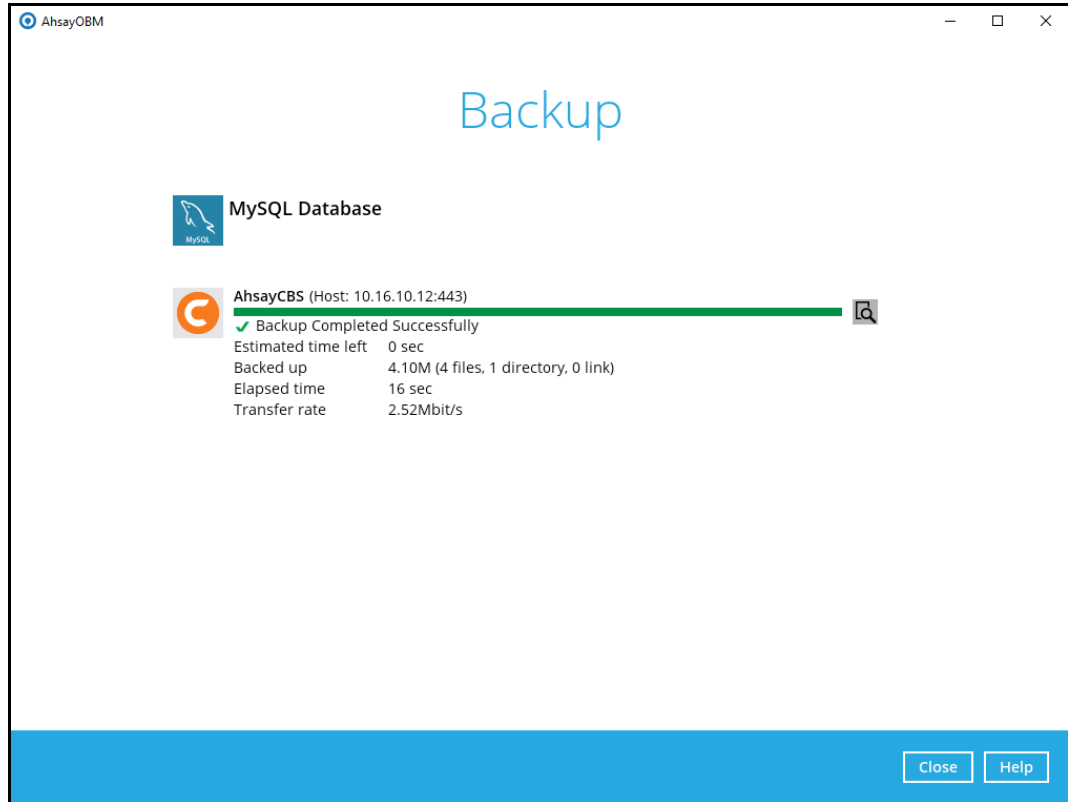 AhsayOBM
Backup
MySQL Database
MySQL
AhsayCBS (Host: 10.16.10.12:443)
Backup Completed Successfully
Estimated time left 0 sec
Backed up 4.10M (4 files, 1 directory, 0 link)
Elapsed time 16 sec
Transfer rate 2.52Mbit/s
Close Help